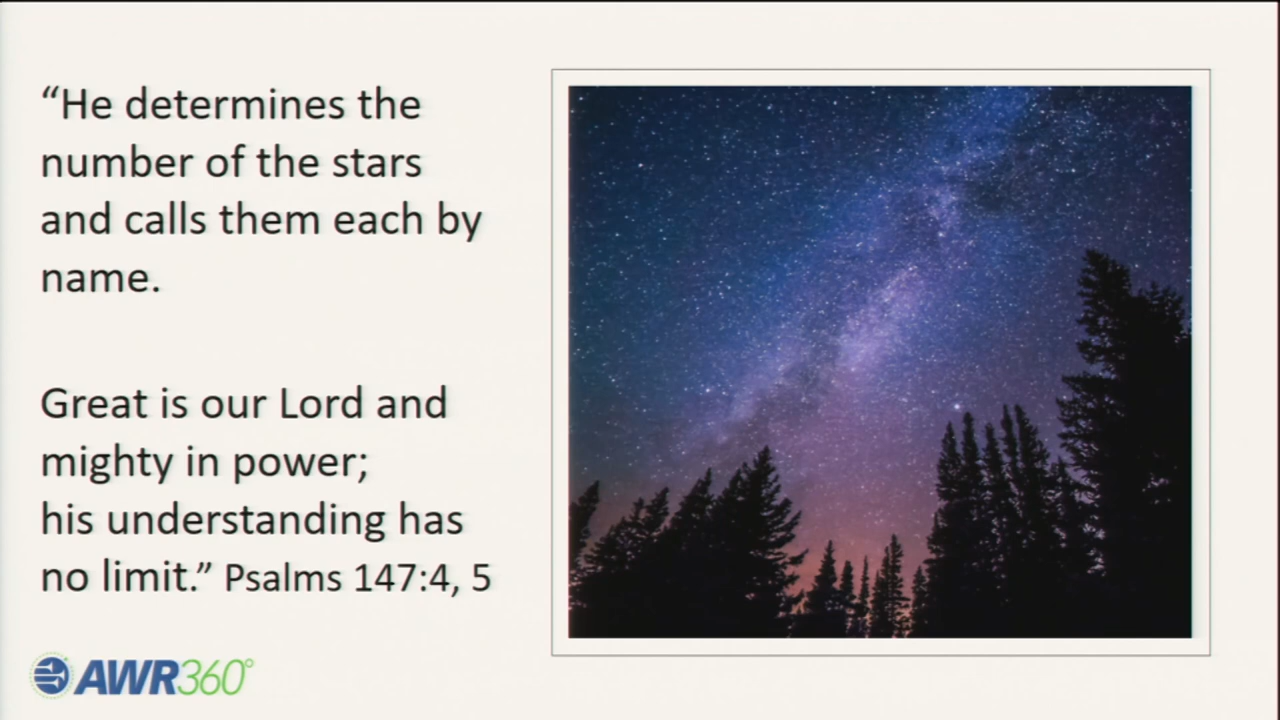 “He determines the
number of the stars
and calls them each by
name.
Great is our Lord and
mighty in power;
his understanding has
no limit.” Psalms 147:4, 5
AWR360°